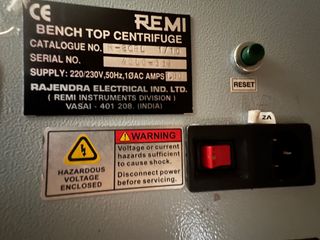 CE REMI
BENCH TOP CENTRIFUGE
CATALOGUE NO.
SERIAL NO.
SUPPLY: 220/230V,50Hz,1ØAC AMPS
RAJENDRA ELECTRICAL IND. LTD.
( REMI INSTRUMENTS DIVISION )
VASAI - 401 208. (INDIA)
RESET
2A
WARNING
Voltage or current
hazards sufficient
to cause shock.
Disconnect power
before servicing.
HAZARDOUS
VOLTAGE
ENCLOSED